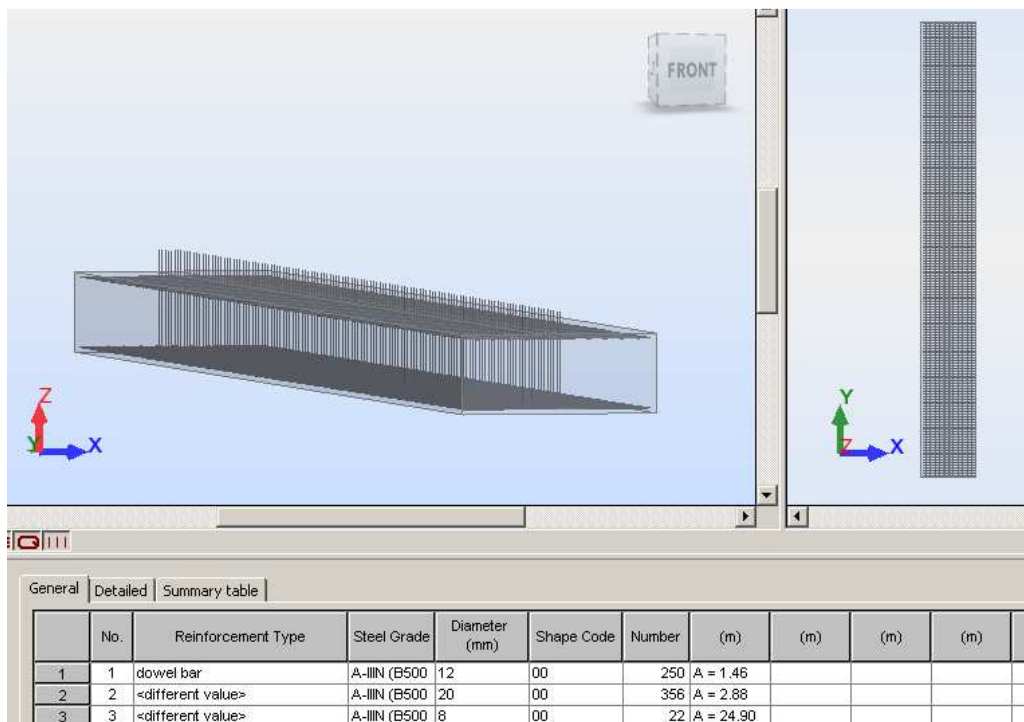 FRONT
Z
Y
X
Y
Z
X
General Detailed Summary table
No. Reinforcement Type Steel Grade Diameter (mm) Shape Code Number (m) (m) (m) (m)
1 1 dowel bar A-IIIN (B500 12 00 250 A = 1.46
2 2 <different value> A-IIIN (B500 20 00 356 A = 2.88
3 3 <different value> A-IIIN (B500 8 00 22 A = 24.90